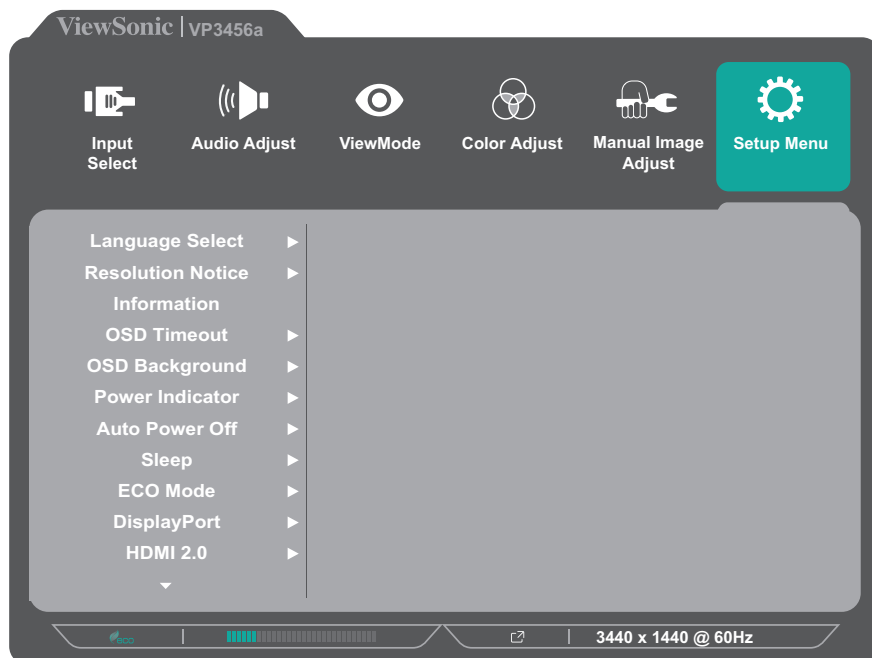 ViewSonic | VP3456a
Input Select
Audio Adjust
ViewMode
Color Adjust
Manual Image Adjust
Setup Menu
Language Select
Resolution Notice
Information
OSD Timeout
OSD Background
Power Indicator
Auto Power Off
Sleep
ECO Mode
DisplayPort
HDMI 2.0
eco
3440 x 1440 @ 60Hz